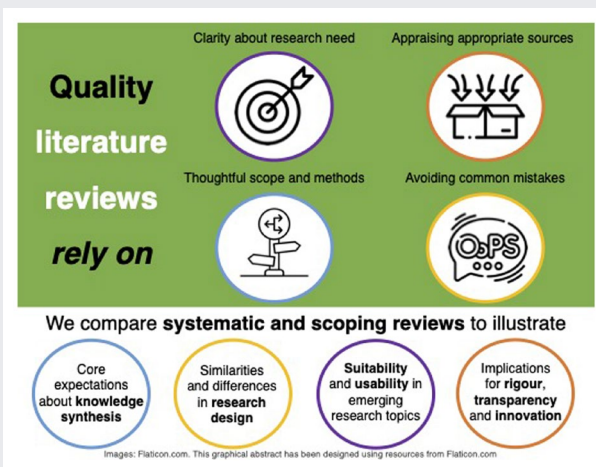 Quality
literature
reviews
rely on
Clarity about research need
Appraising appropriate sources
Thoughtful scope and methods
Avoiding common mistakes
OoPS
We compare systematic and scoping reviews to illustrate
Core
expectations
about knowledge
synthesis
Similarities
and differences
in research
design
Suitability
and usability in
emerging
research topics
Implications
for rigour,
transparency
and innovation
Images: Flaticon.com. This graphical abstract has been designed using resources from Flaticon.com